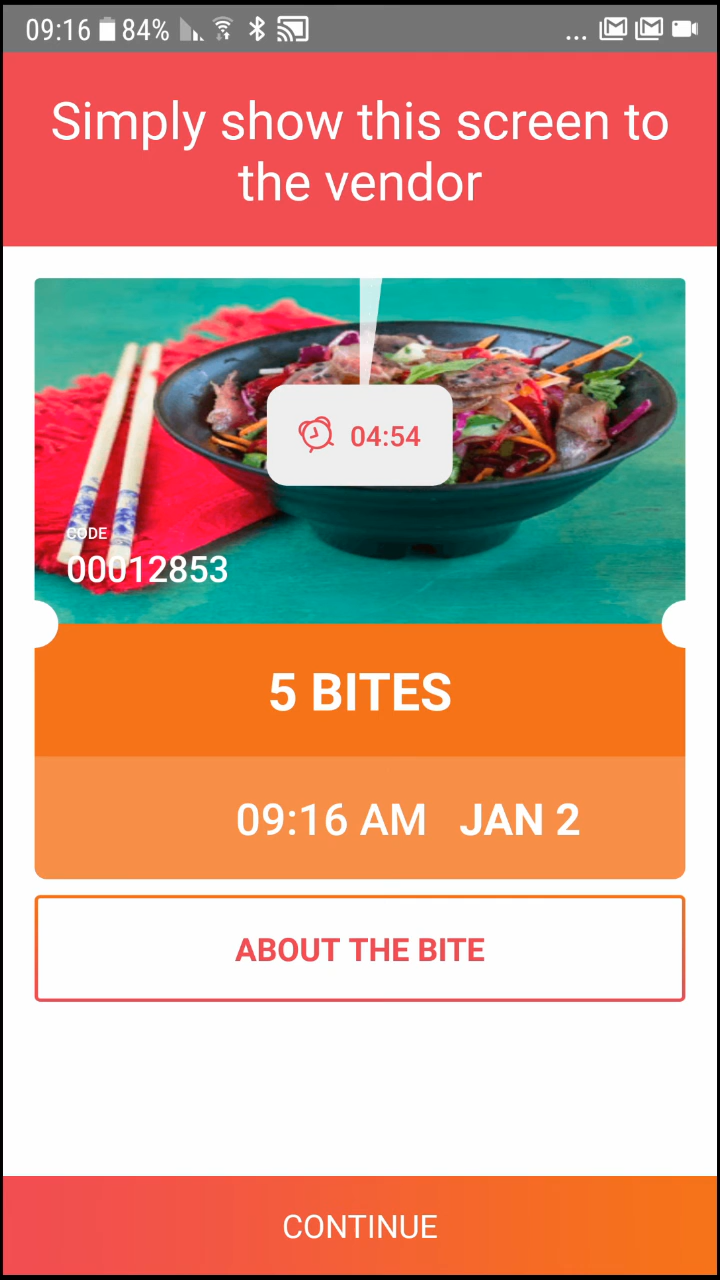 09:16 84% ...
Simply show this screen to
the vendor
04:54
CODE
00012853
5 BITES
09:16 AM JAN 2
ABOUT THE BITE
CONTINUE